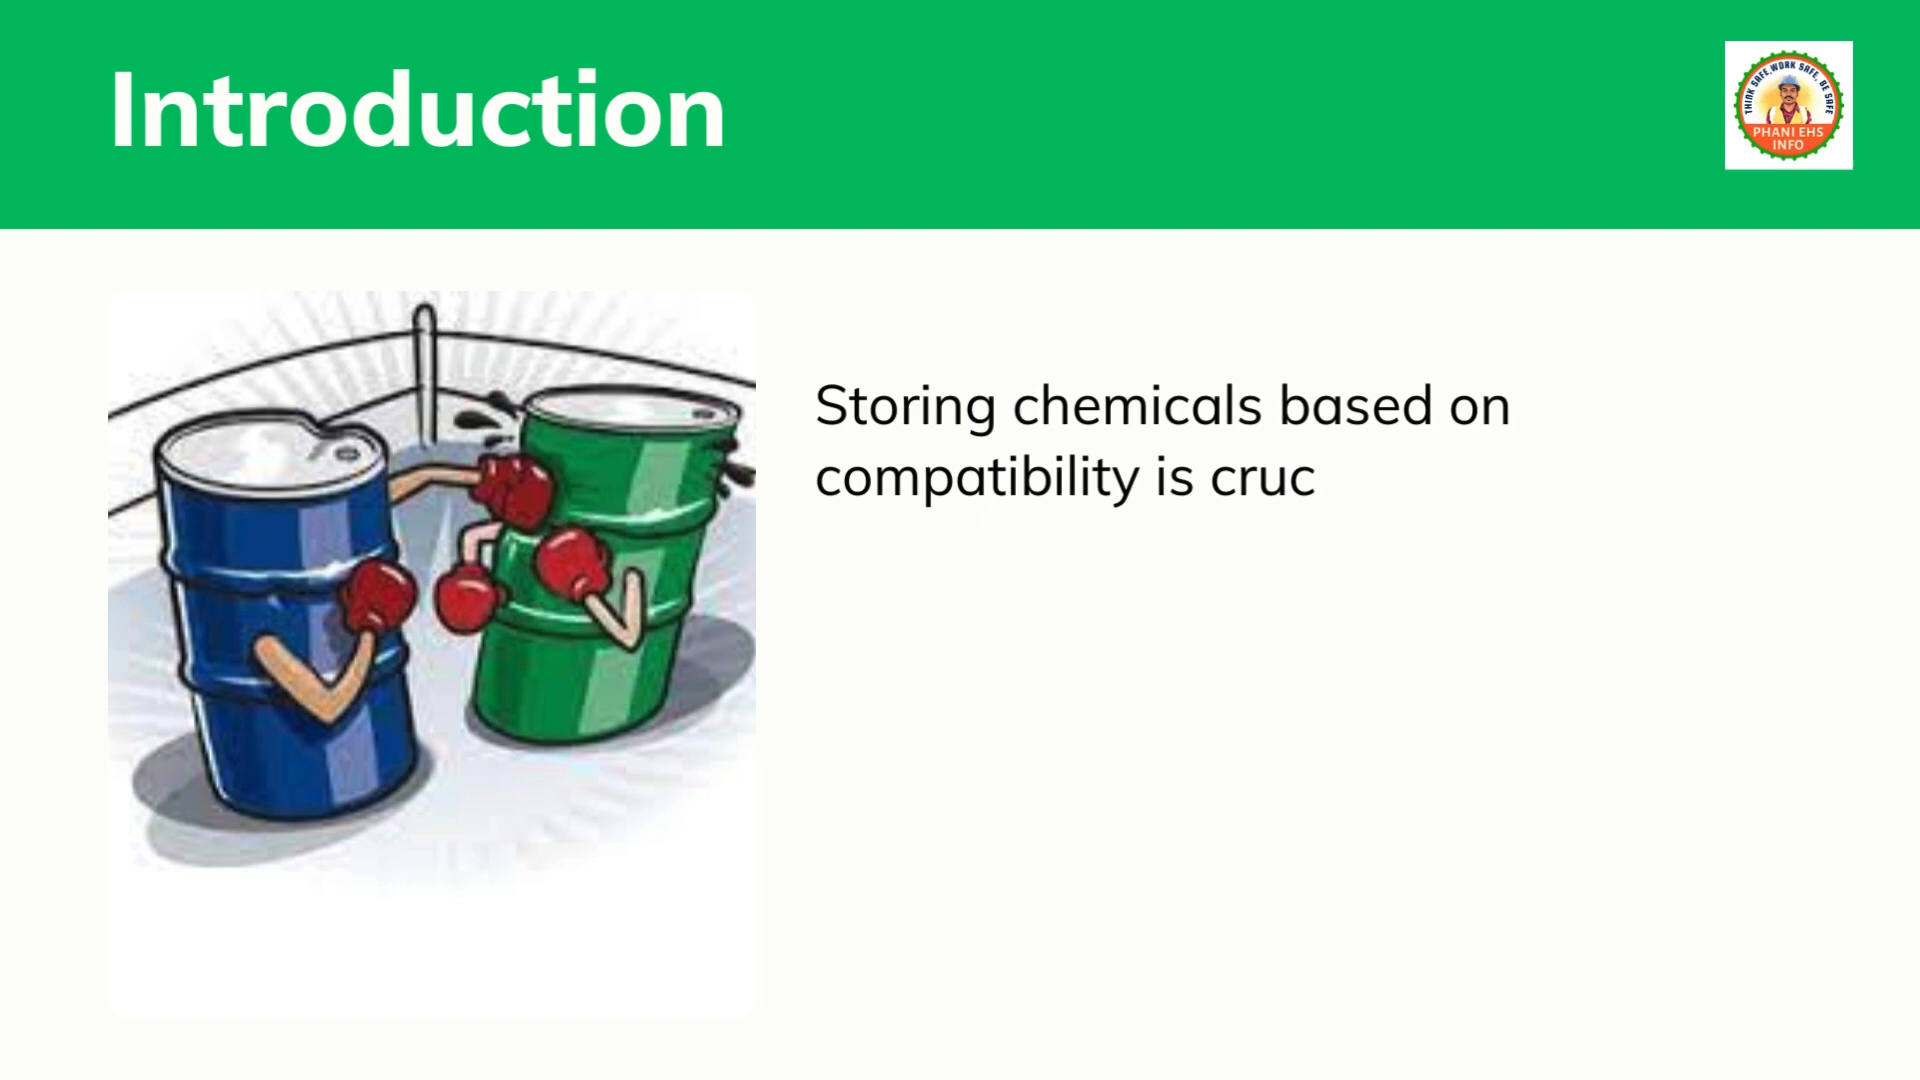 Introduction
THINK SAFE, WORK SAFE, BE SAFE
PHANI EHS
INFO
Storing chemicals based on
compatibility is cruc